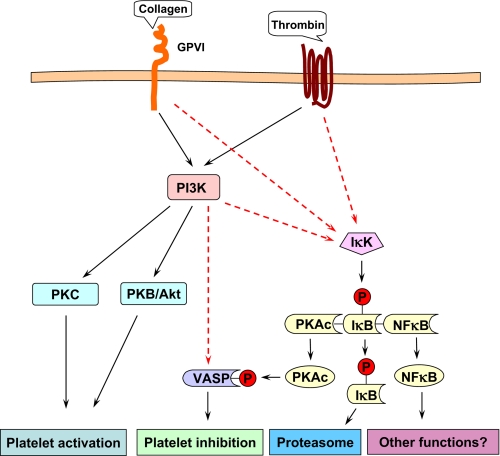 Collagen
Thrombin
GPVI
PI3K
IκK
PKC
PKB/Akt
P
PKAc
IκB
NFκB
P
VASP
P
PKAc
NFκB
IκB
Platelet activation
Platelet inhibition
Proteasome
Other functions?